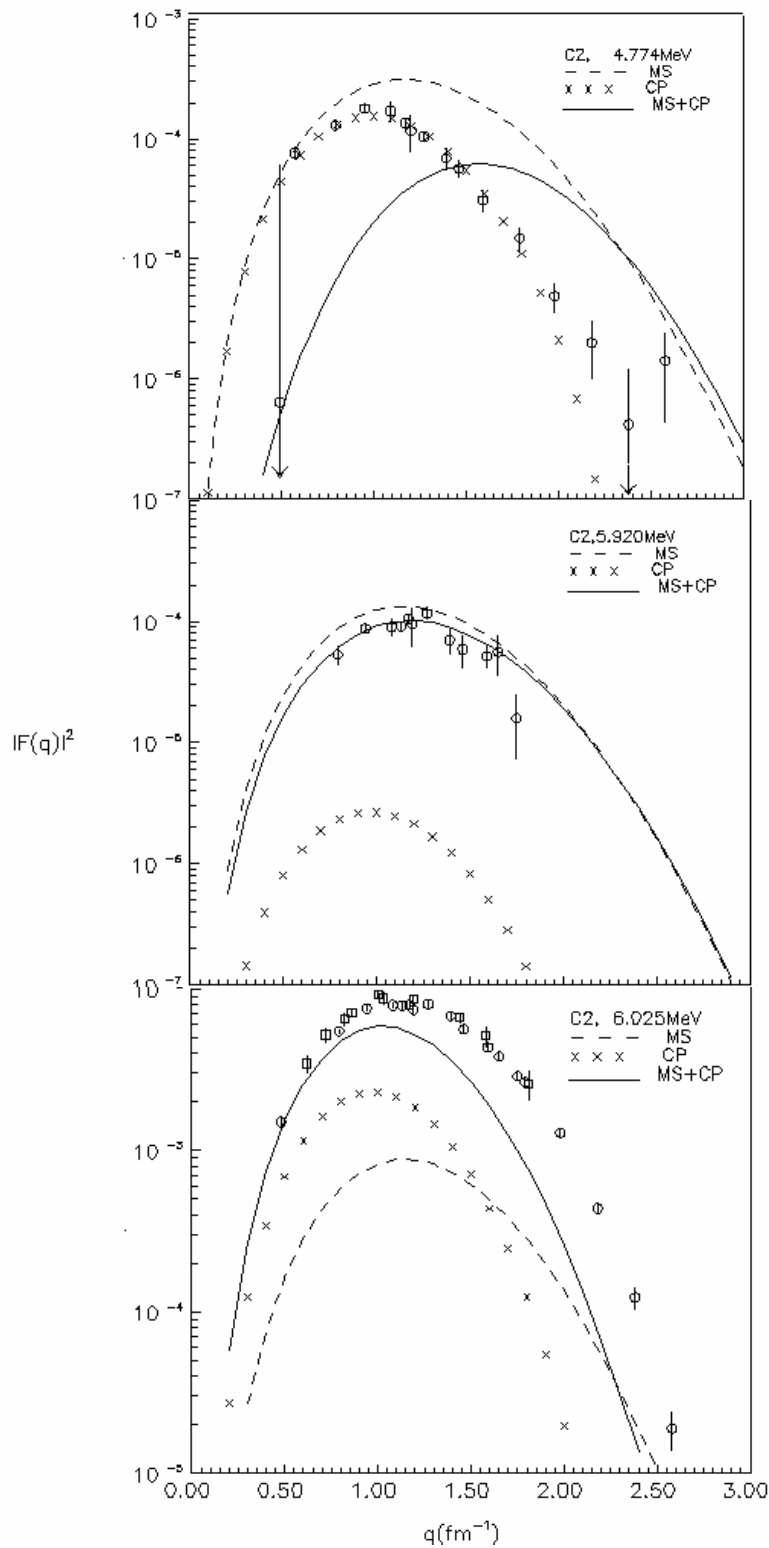 10⁻³
C2, 4.774MeV
MS
× × × CP
MS+CP
10⁻⁴
10⁻⁵
10⁻⁶
10⁻⁷
C2,5.920MeV
MS
× × × CP
MS+CP
10⁻⁴
|F(q)|²
10⁻⁵
10⁻⁶
10⁻⁷
C2, 6.025MeV
MS
× × × CP
MS+CP
10⁻³
10⁻⁴
10⁻⁵
0.00 0.50 1.00 1.50 2.00 2.50 3.00
q(fm⁻¹)